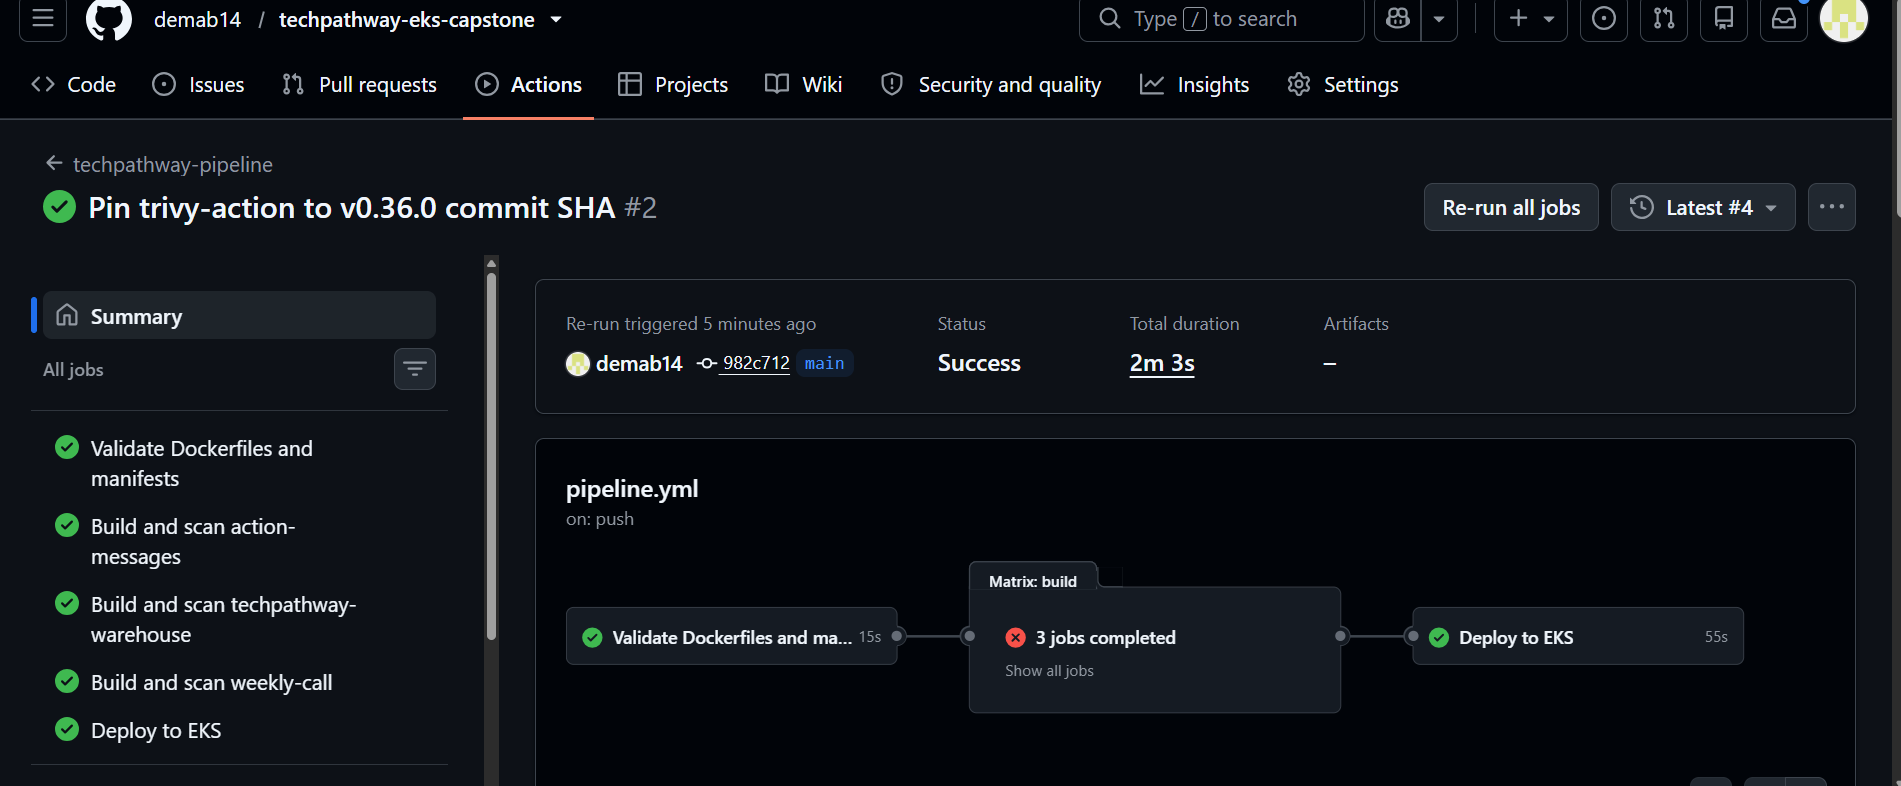 demab14 / techpathway-eks-capstone
Type / to search
Code
Issues
Pull requests
Actions
Projects
Wiki
Security and quality
Insights
Settings
techpathway-pipeline
Pin trivy-action to v0.36.0 commit SHA #2
Re-run all jobs
Latest #4
Summary
All jobs
Validate Dockerfiles and
manifests
Build and scan action-
messages
Build and scan techpathway-
warehouse
Build and scan weekly-call
Deploy to EKS
Re-run triggered 5 minutes ago
demab14 982c712 main
Status
Success
Total duration
2m 3s
Artifacts
–
pipeline.yml
on: push
Validate Dockerfiles and ma... 15s
Matrix: build
3 jobs completed
Show all jobs
Deploy to EKS 55s